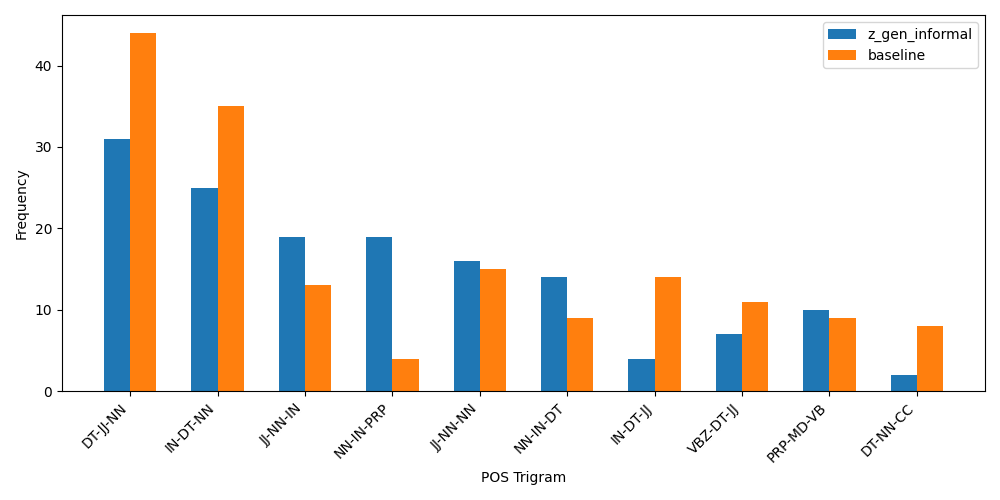 z_gen_informal
baseline
Frequency
40
30
20
10
0
DT-JJ-NN
IN-DT-NN
JJ-NN-IN
NN-IN-PRP
JJ-NN-NN
NN-IN-DT
IN-DT-JJ
VBZ-DT-JJ
PRP-MD-VB
DT-NN-CC
POS Trigram